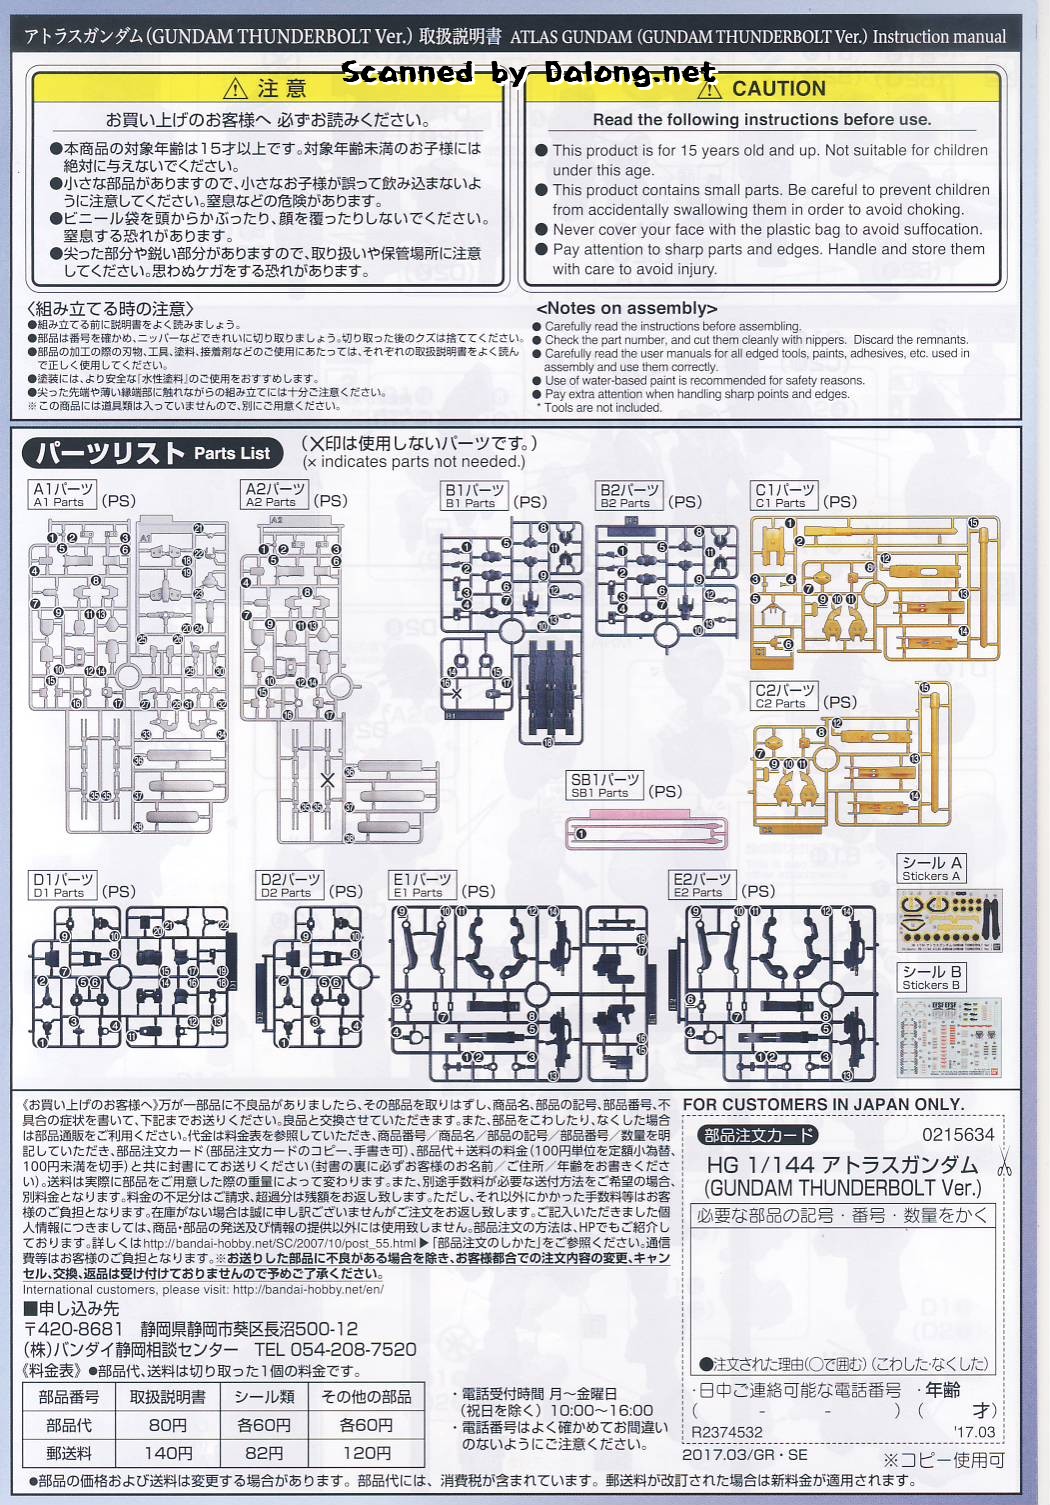 アトラスガンダム(GUNDAM THUNDERBOLT Ver.) 取扱説明書 ATLAS GUNDAM (GUNDAM THUNDERBOLT Ver.) Instruction manual
Scanned by Dalong.net
注意
お買い上げのお客様へ 必ずお読みください。
●本商品の対象年齢は15才以上です。対象年齢未満のお子様には
絶対に与えないでください。
●小さな部品がありますので、小さなお子様が誤って飲み込まないよ
うに注意してください。窒息などの危険があります。
●ビニール袋を頭からかぶったり、顔を覆ったりしないでください。
窒息する恐れがあります。
●尖った部分や鋭い部分がありますので、取り扱いや保管場所に注意
してください。思わぬケガをする恐れがあります。
CAUTION
Read the following instructions before use.
● This product is for 15 years old and up. Not suitable for children
under this age.
● This product contains small parts. Be careful to prevent children
from accidentally swallowing them in order to avoid choking.
● Never cover your face with the plastic bag to avoid suffocation.
● Pay attention to sharp parts and edges. Handle and store them
with care to avoid injury.
〈組み立てる時の注意〉
●組み立てる前に説明書をよく読みましょう。
●部品は番号を確かめ、ニッパーなどできれいに切り取りましょう。切り取った後のクズは捨ててください。
●部品の加工の際の刃物、工具、塗料、接着剤などのご使用にあたっては、それぞれの取扱説明書をよく読ん
で正しく使用してください。
●塗装には、より安全な「水性塗料」のご使用をおすすめします。
●尖った先端や薄い縁端部に触れながらの組み立てには十分ご注意ください。
※この商品には道具類は入っていませんので、別にご用意ください。
<Notes on assembly>
● Carefully read the instructions before assembling.
● Check the part number, and cut them cleanly with nippers. Discard the remnants.
● Carefully read the user manuals for all edged tools, paints, adhesives, etc. used in
assembly and use them correctly.
● Use of water-based paint is recommended for safety reasons.
● Pay extra attention when handling sharp points and edges.
* Tools are not included.
パーツリスト Parts List
(×印は使用しないパーツです。)
(× indicates parts not needed.)
A1パーツ
A1 Parts (PS)
A2パーツ
A2 Parts (PS)
B1パーツ
B1 Parts (PS)
B2パーツ
B2 Parts (PS)
C1パーツ
C1 Parts (PS)
C2パーツ
C2 Parts (PS)
SB1パーツ
SB1 Parts (PS)
D1パーツ
D1 Parts (PS)
D2パーツ
D2 Parts (PS)
E1パーツ
E1 Parts (PS)
E2パーツ
E2 Parts (PS)
シール A
Stickers A
シール B
Stickers B
《お買い上げのお客様へ》万が一部品に不良品がありましたら、その部品を取りはずし、商品名、部品の記号、部品番号、不
具合の症状を書いて、下記までお送りください。良品と交換させていただきます。また、部品をこわしたり、なくした場合
は部品通販をご利用ください。代金は料金表を参照していただき、商品番号／商品名／部品の記号／部品番号／数量を明
記していただき、部品注文カード(部品注文カードのコピー、手書き可)、部品代+送料の料金(100円単位を定額小為替、
100円未満を切手)と共に封書にてお送りください(封書の裏に必ずお客様のお名前／ご住所／年齢をお書きくださ
い)。送料は実際に部品をご用意した際の重量によって変わります。また、別途手数料が必要な送付方法をご希望の場合、
別料金となります。料金の不足分はご請求、超過分は残額をお返し致します。ただし、それ以外にかかった手数料等はお客
様のご負担となります。在庫がない場合は誠に申し訳ございませんがご注文をお返し致します。ご記入いただきました個
人情報につきましては、商品・部品の発送及び情報の提供以外には使用致しません。部品注文の方法は、HPでもご紹介し
ております。詳しくはhttp://bandai-hobby.net/SC/2007/10/post_55.html▶「部品注文のしかた」をご参照ください。通信
費等はお客様のご負担となります。※お送りした部品に不良がある場合を除き、お客様都合での注文内容の変更、キャン
セル、交換、返品は受け付けておりませんので予めご了承ください。
International customers, please visit: http://bandai-hobby.net/en/
■申し込み先
〒420-8681 静岡県静岡市葵区長沼500-12
(株)バンダイ静岡相談センター TEL 054-208-7520
《料金表》●部品代、送料は切り取った1個の料金です。
部品番号 取扱説明書 シール類 その他の部品
部品代 80円 各60円 各60円
郵送料 140円 82円 120円
・電話受付時間 月～金曜日
(祝日を除く) 10:00～16:00
・電話番号はよく確かめてお間違い
のないようにご注意ください。
●部品の価格および送料は変更する場合があります。部品代には、消費税が含まれています。郵送料が改訂された場合は新料金が適用されます。
FOR CUSTOMERS IN JAPAN ONLY.
部品注文カード 0215634
HG 1/144 アトラスガンダム
(GUNDAM THUNDERBOLT Ver.)
必要な部品の記号・番号・数量をかく
●注文された理由(○で囲む)(こわした・なくした)
・日中ご連絡可能な電話番号 ・年齢
( - - ) ( 才)
R2374532 '17.03
2017.03/GR・SE ※コピー使用可